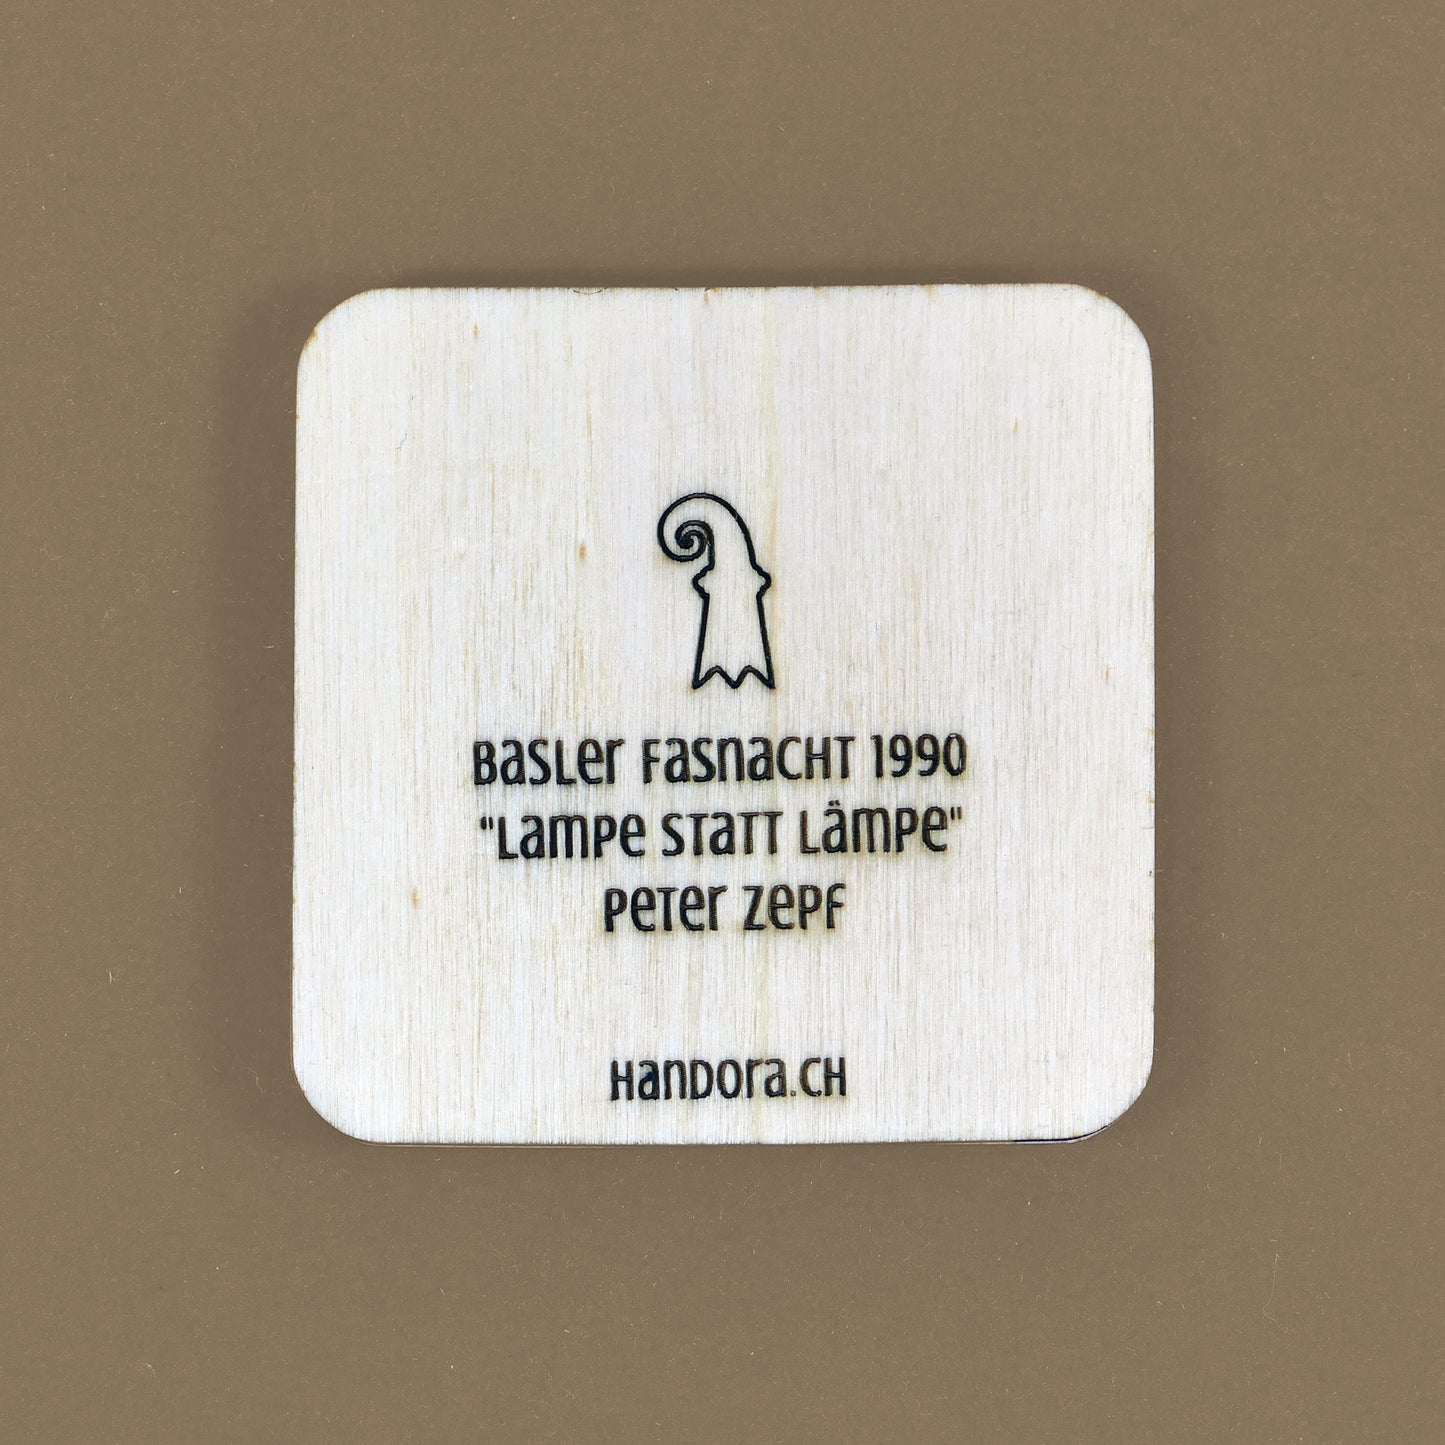 Basler Fasnacht 1990
"Lampe statt Lämpe"
Peter Zepf
Handora.ch